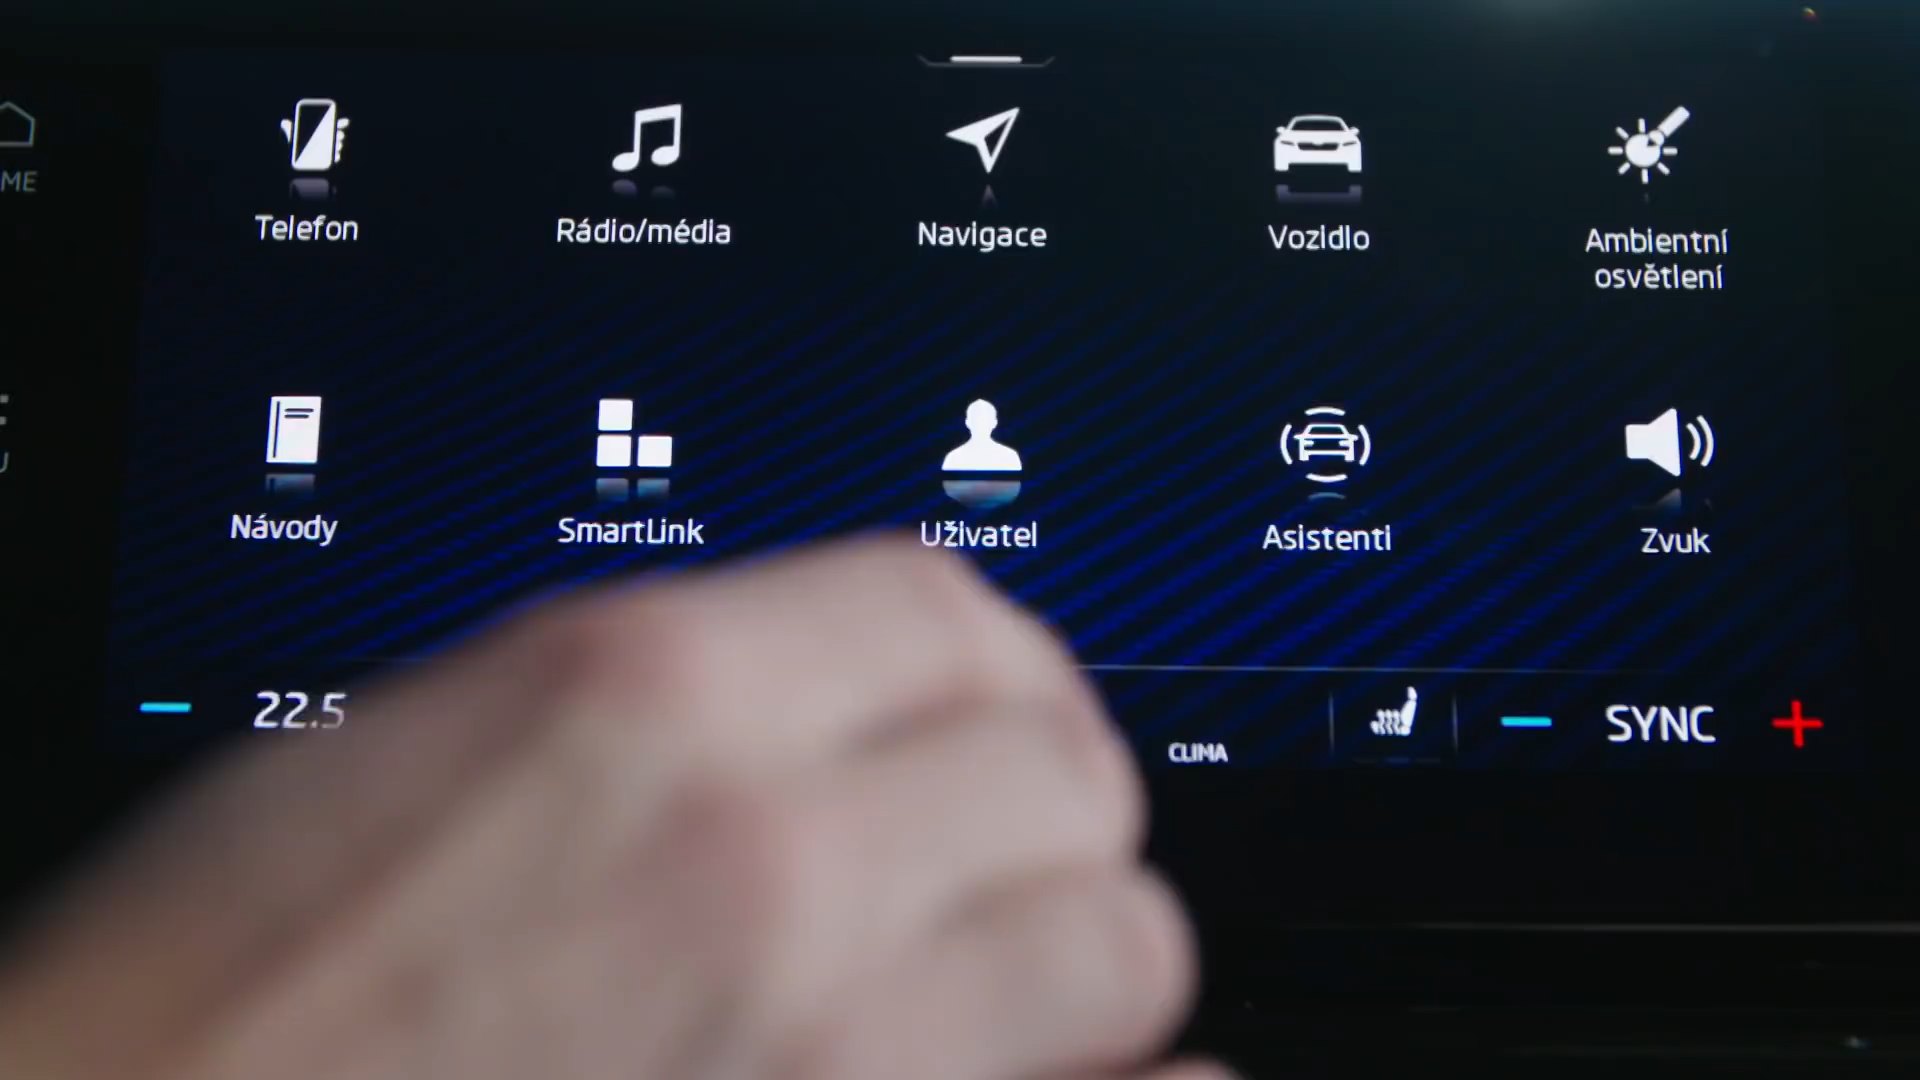 ME
Telefon
Rádio/média
Navigace
Vozidlo
Ambientní
osvětlení
Návody
SmartLink
Uživatel
Asistenti
Zvuk
22.5
CLIMA
SYNC